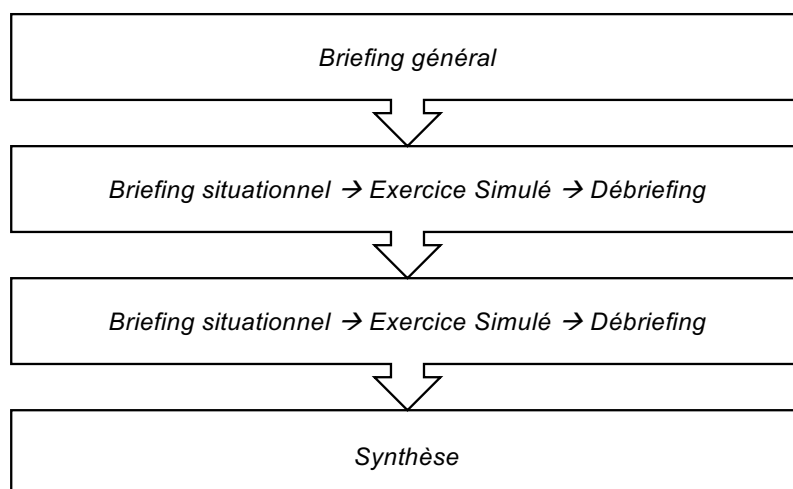 Briefing général
Briefing situationnel → Exercice Simulé → Débriefing
Briefing situationnel → Exercice Simulé → Débriefing
Synthèse